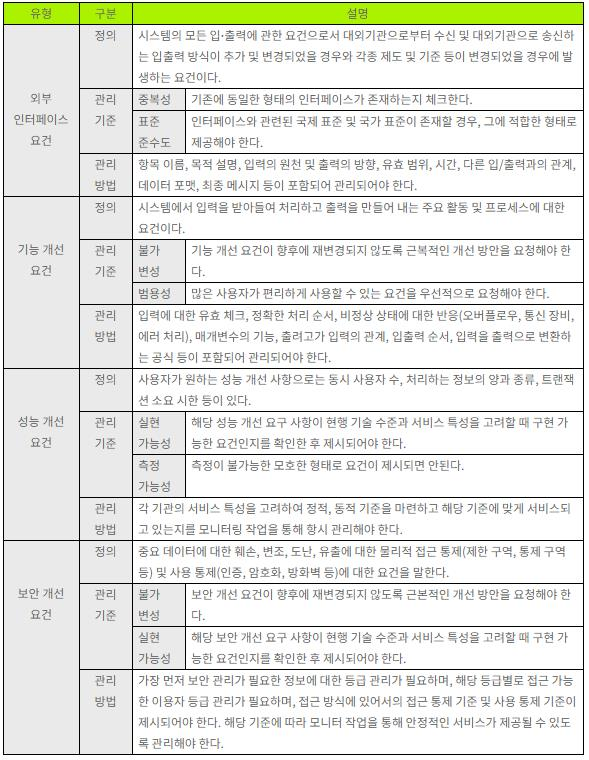 유형 구분 설명
외부
인터페이스
요건
정의
시스템의 모든 입·출력에 관한 요건으로서 대외기관으로부터 수신 및 대외기관으로 송신하
는 입출력 방식이 추가 및 변경되었을 경우와 각종 제도 및 기준 등이 변경되었을 경우에 발
생하는 요건이다.
관리
기준
중복성 기존에 동일한 형태의 인터페이스가 존재하는지 체크한다.
표준
준수도
인터페이스와 관련된 국제 표준 및 국가 표준이 존재할 경우, 그에 적합한 형태로
제공해야 한다.
관리
방법
항목 이름, 목적 설명, 입력의 원천 및 출력의 방향, 유효 범위, 시간, 다른 입/출력과의 관계,
데이터 포맷, 최종 메시지 등이 포함되어 관리되어야 한다.
기능 개선
요건
정의
시스템에서 입력을 받아들여 처리하고 출력을 만들어 내는 주요 활동 및 프로세스에 대한
요건이다.
관리
기준
불가
변성
기능 개선 요건이 향후에 재변경되지 않도록 근복적인 개선 방안을 요청해야 한
다.
범용성 많은 사용자가 편리하게 사용할 수 있는 요건을 우선적으로 요청해야 한다.
관리
방법
입력에 대한 유효 체크, 정확한 처리 순서, 비정상 상태에 대한 반응(오버플로우, 통신 장비,
에러 처리), 매개변수의 기능, 출려고가 입력의 관계, 입출력 순서, 입력을 출력으로 변환하
는 공식 등이 포함되어 관리되어야 한다.
성능 개선
요건
정의
사용자가 원하는 성능 개선 사항으로는 동시 사용자 수, 처리하는 정보의 양과 종류, 트랜잭
션 소요 시한 등이 있다.
관리
기준
실현
가능성
해당 성능 개선 요구 사항이 현행 기술 수준과 서비스 특성을 고려할 때 구현 가
능한 요건인지를 확인한 후 제시되어야 한다.
측정
가능성
측정이 불가능한 모호한 형태로 요건이 제시되면 안된다.
관리
방법
각 기관의 서비스 특성을 고려하여 정적, 동적 기준을 마련하고 해당 기준에 맞게 서비스되
고 있는지를 모니터링 작업을 통해 항시 관리해야 한다.
보안 개선
요건
정의
중요 데이터에 대한 훼손, 변조, 도난, 유출에 대한 물리적 접근 통제(제한 구역, 통제 구역
등) 및 사용 통제(인증, 암호화, 방화벽 등)에 대한 요건을 말한다.
관리
기준
불가
변성
보안 개선 요건이 향후에 재변경되지 않도록 근본적인 개선 방안을 요청해야 한
다.
실현
가능성
해당 보안 개선 요구 사항이 현행 기술 수준과 서비스 특성을 고려할 때 구현 가
능한 요건인지를 확인한 후 제시되어야 한다.
관리
방법
가장 먼저 보안 관리가 필요한 정보에 대한 등급 관리가 필요하며, 해당 등급별로 접근 가능
한 이용자 등급 관리가 필요하며, 접근 방식에 있어서의 접근 통제 기준 및 사용 통제 기준이
제시되어야 한다. 해당 기준에 따라 모니터 작업을 통해 안정적인 서비스가 제공될 수 있도
록 관리해야 한다.